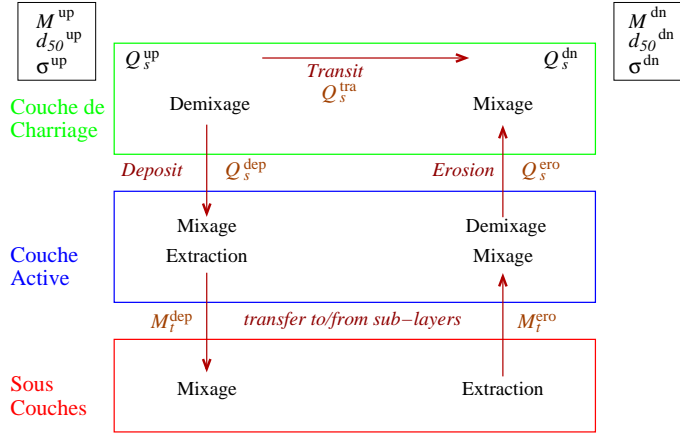 M^up
d_50^up
σ^up
M^dn
d_50^dn
σ^dn
Q_s^up
Transit
Q_s^tra
Q_s^dn
Couche de
Charriage
Demixage
Mixage
Deposit
Q_s^dep
Erosion
Q_s^ero
Couche
Active
Mixage
Extraction
Demixage
Mixage
M_t^dep
transfer to/from sub-layers
M_t^ero
Sous
Couches
Mixage
Extraction